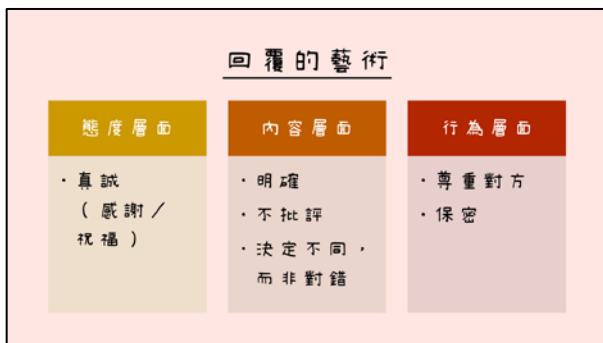 回覆的藝術
態度層面
・真誠
(感謝/
祝福)
內容層面
・明確
・不批評
・決定不同，
而非對錯
行為層面
・尊重對方
・保密